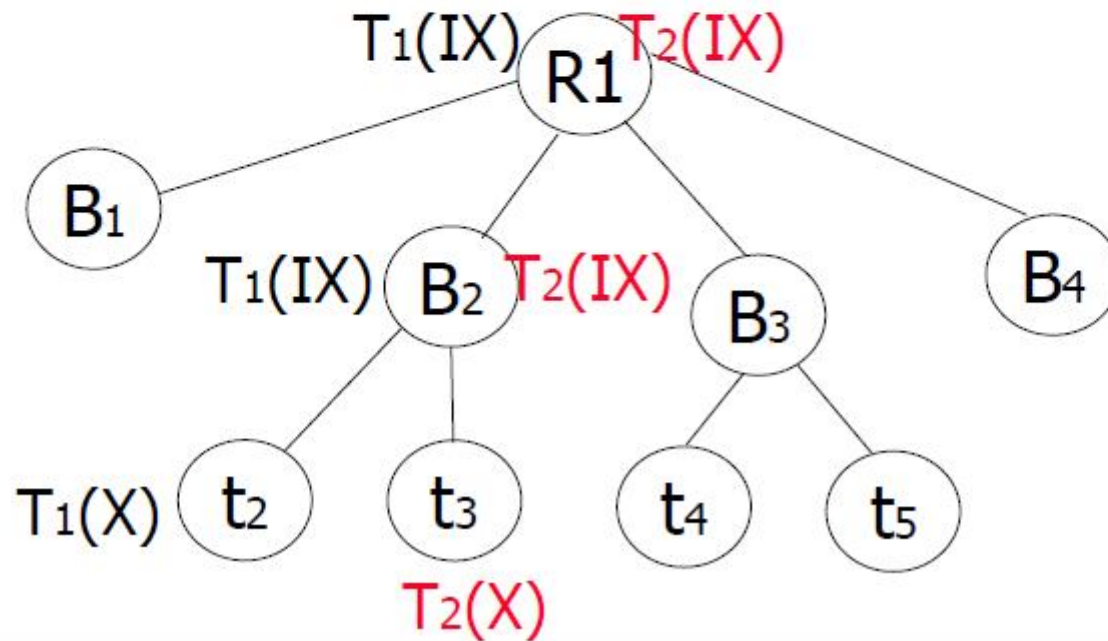 T₁(IX) R1 T₂(IX)
B₁
T₁(IX) B₂ T₂(IX) B₃ B₄
T₁(X) t₂ t₃ t₄ t₅
T₂(X)